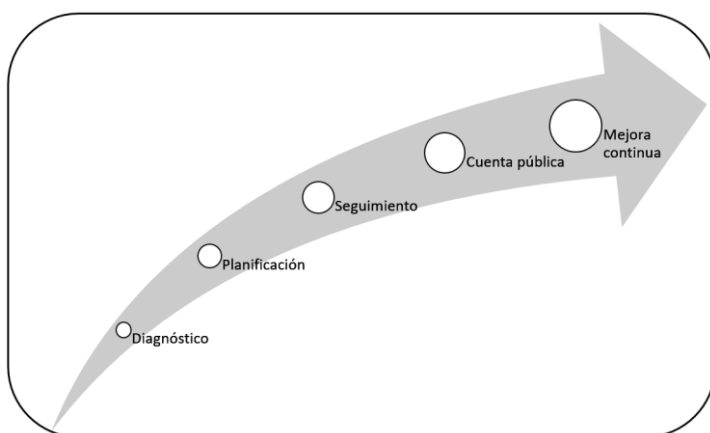 Mejora
continua
Cuenta pública
Seguimiento
Planificación
Diagnóstico